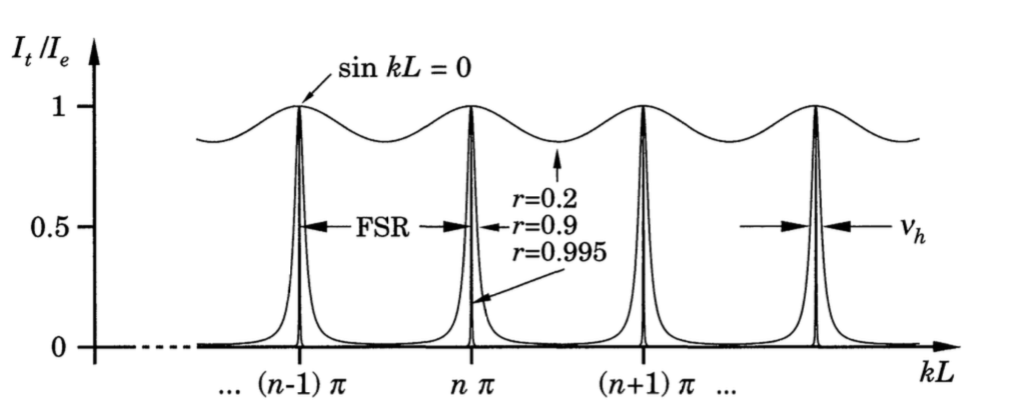 I_t /I_e
sin kL = 0
1
r=0.2
0.5
FSR
r=0.9
ν_h
r=0.995
0
... (n-1) π
n π
(n+1) π ...
kL